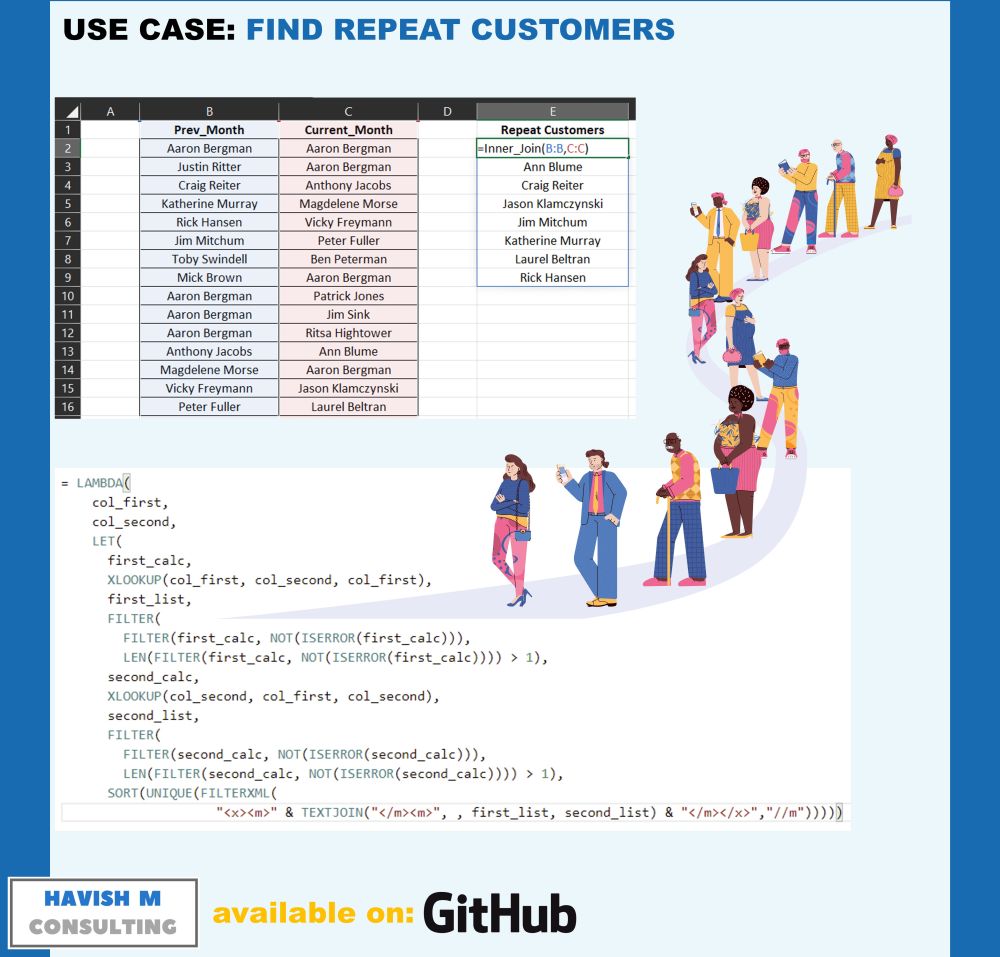 USE CASE: FIND REPEAT CUSTOMERS
A B C D E
1 Prev_Month Current_Month Repeat Customers
2 Aaron Bergman Aaron Bergman =Inner_Join(B:B,C:C)
3 Justin Ritter Aaron Bergman Ann Blume
4 Craig Reiter Anthony Jacobs Craig Reiter
5 Katherine Murray Magdelene Morse Jason Klamczynski
6 Rick Hansen Vicky Freymann Jim Mitchum
7 Jim Mitchum Peter Fuller Katherine Murray
8 Toby Swindell Ben Peterman Laurel Beltran
9 Mick Brown Aaron Bergman Rick Hansen
10 Aaron Bergman Patrick Jones
11 Aaron Bergman Jim Sink
12 Aaron Bergman Ritsa Hightower
13 Anthony Jacobs Ann Blume
14 Magdelene Morse Aaron Bergman
15 Vicky Freymann Jason Klamczynski
16 Peter Fuller Laurel Beltran
= LAMBDA(
col_first,
col_second,
LET(
first_calc,
XLOOKUP(col_first, col_second, col_first),
first_list,
FILTER(
FILTER(first_calc, NOT(ISERROR(first_calc))),
LEN(FILTER(first_calc, NOT(ISERROR(first_calc)))) > 1),
second_calc,
XLOOKUP(col_second, col_first, col_second),
second_list,
FILTER(
FILTER(second_calc, NOT(ISERROR(second_calc))),
LEN(FILTER(second_calc, NOT(ISERROR(second_calc)))) > 1),
SORT(UNIQUE(FILTERXML(
"<x><m>" & TEXTJOIN("</m><m>", , first_list, second_list) & "</m></x>","//m")))))
HAVISH M
CONSULTING
available on: GitHub